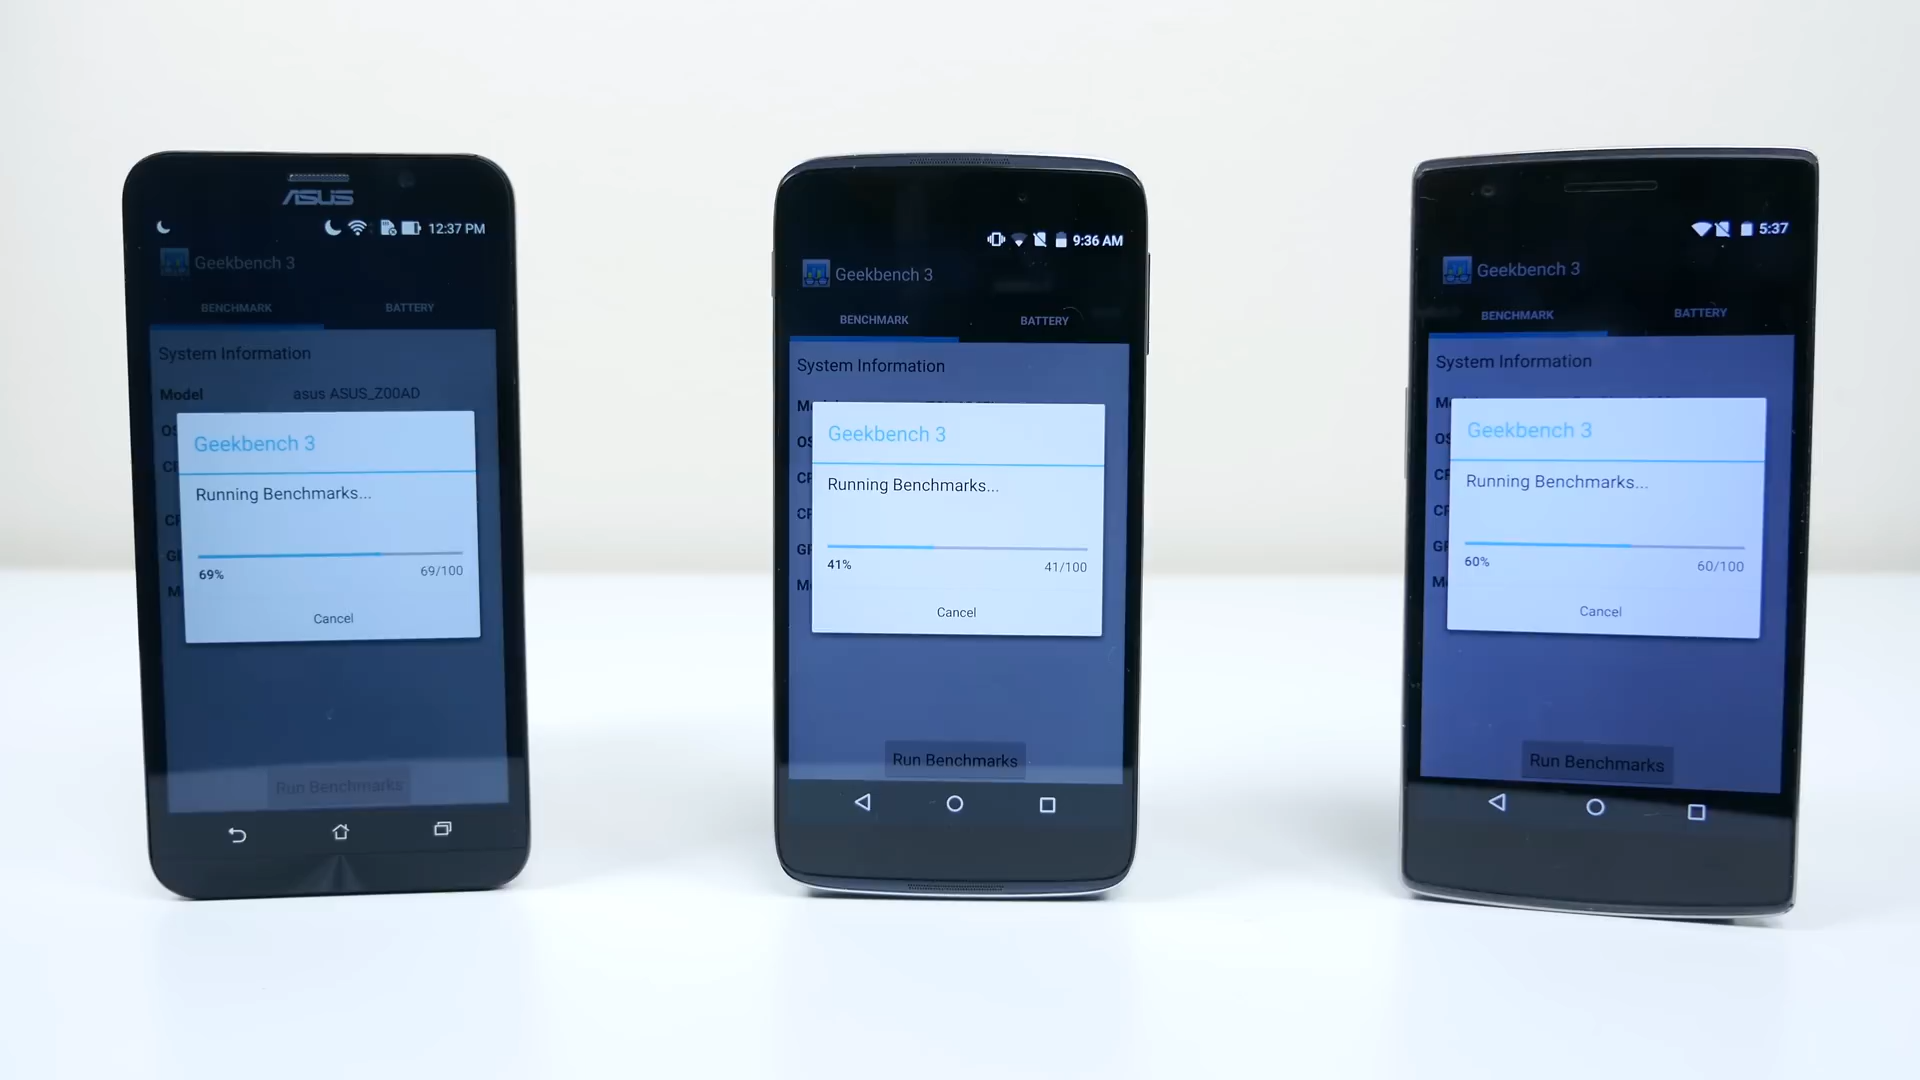 ASUS
12:37 PM
Geekbench 3
BENCHMARK BATTERY
System Information
Model asus ASUS_Z00AD
Geekbench 3
Running Benchmarks...
69% 69/100
Cancel
Run Benchmarks
9:36 AM
Geekbench 3
BENCHMARK BATTERY
System Information
Geekbench 3
Running Benchmarks...
41% 41/100
Cancel
Run Benchmarks
5:37
Geekbench 3
BENCHMARK BATTERY
System Information
Geekbench 3
Running Benchmarks...
60% 60/100
Cancel
Run Benchmarks